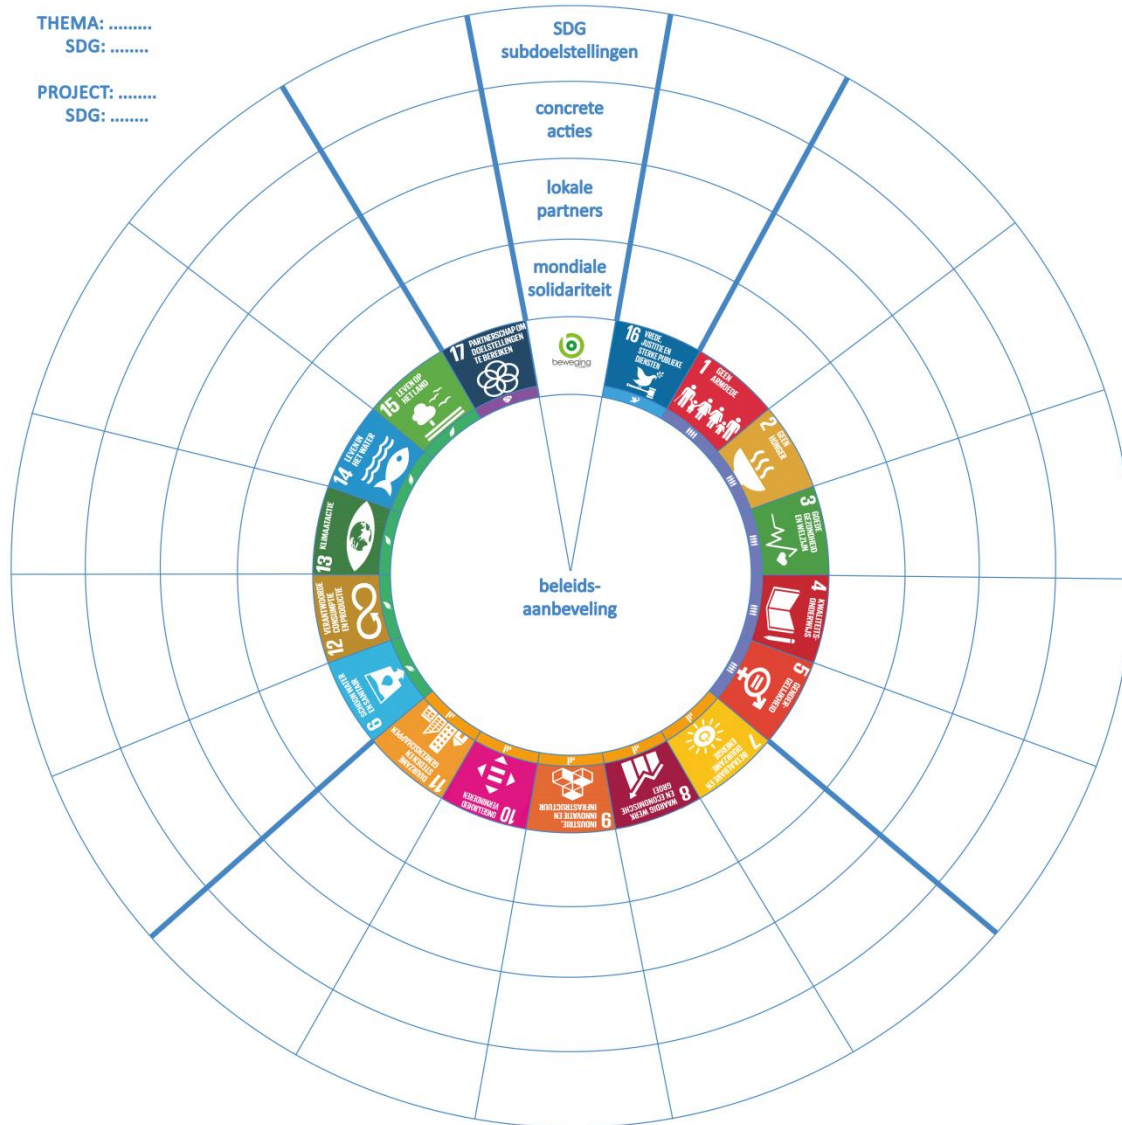 THEMA: .........
SDG: ........
PROJECT: ........
SDG: ........
SDG
subdoelstellingen
concrete
acties
lokale
partners
mondiale
solidariteit
beweging
16 VREDE,
JUSTITIE EN
STERKE PUBLIEKE
DIENSTEN
1 GEEN
ARMOEDE
2 GEEN
HONGER
3 GOEDE
GEZONDHEID
EN WELZIJN
4 KWALITEITS-
ONDERWIJS
5 GENDER-
GELIJKHEID
7 BETAALBARE EN
DUURZAME
ENERGIE
8 WAARDIG WERK
EN ECONOMISCHE
GROEI
9 INDUSTRIE,
INNOVATIE EN
INFRASTRUCTUUR
10 ONGELIJKHEID
VERMINDEREN
11 DUURZAME
STEDEN EN
GEMEENSCHAPPEN
6 SCHOON WATER
EN SANITAIR
12 VERANTWOORDE
CONSUMPTIE
EN PRODUCTIE
13 KLIMAATACTIE
14 LEVEN IN
HET WATER
15 LEVEN OP
HET LAND
17 PARTNERSCHAP OM
DOELSTELLINGEN
TE BEREIKEN
beleids-
aanbeveling